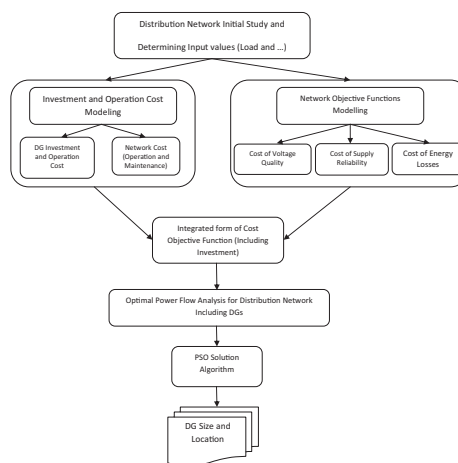 Distribution Network Initial Study and
Determining Input values (Load and ...)
Investment and Operation Cost
Modeling
Network Objective Functions
Modelling
DG Investment
and Operation
Cost
Network Cost
(Operation and
Maintenance)
Cost of Voltage
Quality
Cost of Supply
Reliability
Cost of Energy
Losses
Integrated form of Cost
Objective Function (Including
Investment)
Optimal Power Flow Analysis for Distribution Network
Including DGs
PSO Solution
Algorithm
DG Size and
Location